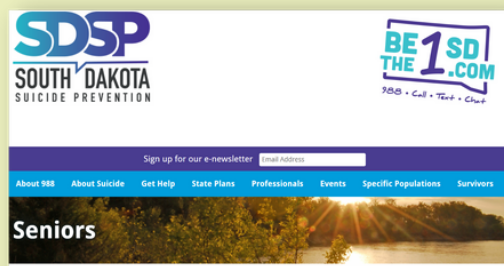 SDSP
SOUTH DAKOTA
SUICIDE PREVENTION
BE 1 SD
THE .COM
988 • Call • Text • Chat
Sign up for our e-newsletter Email Address
About 988 About Suicide Get Help State Plans Professionals Events Specific Populations Survivors
Seniors